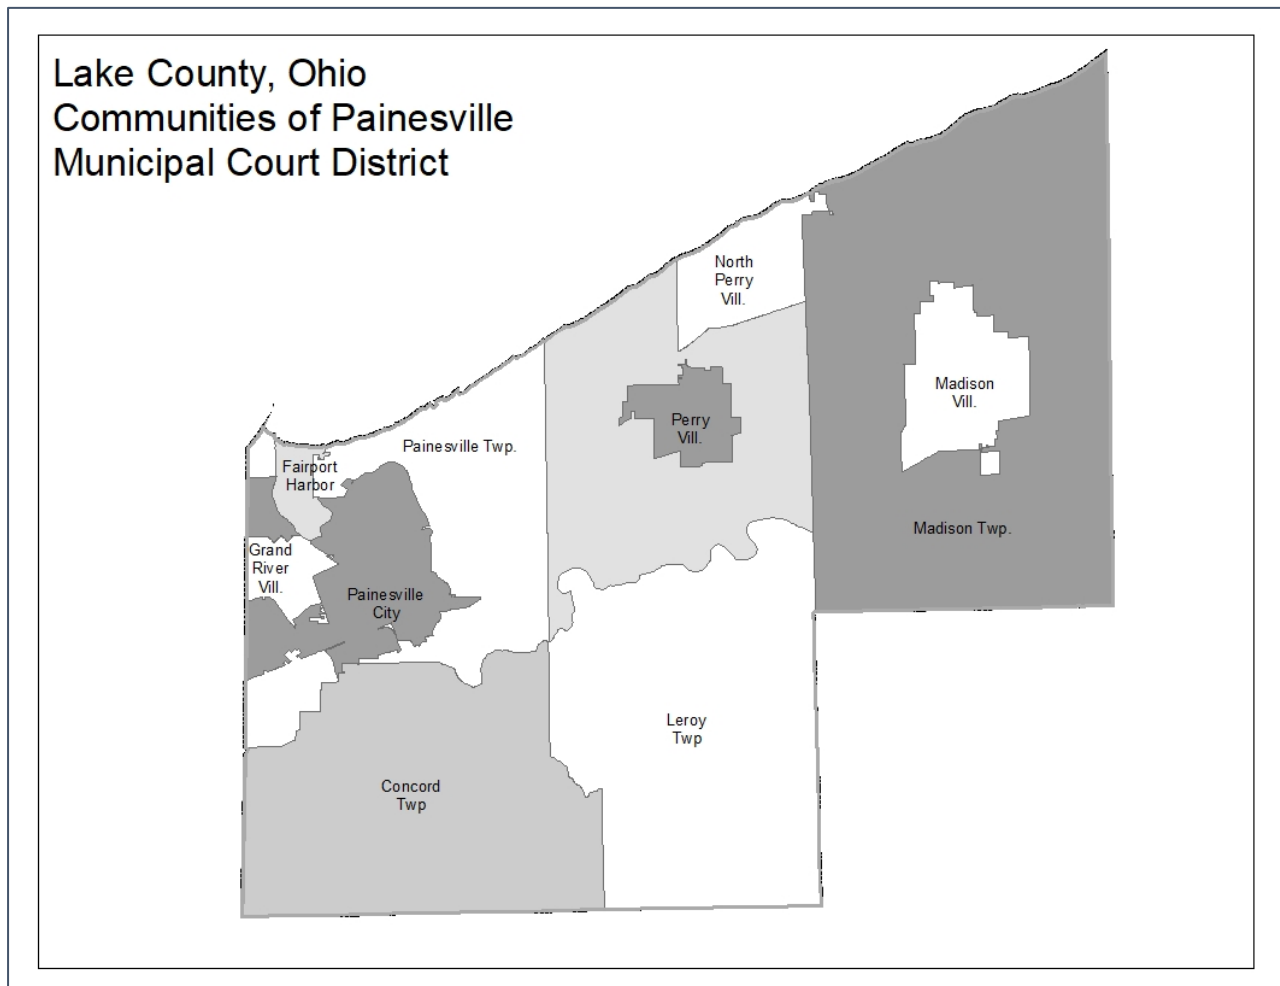 Lake County, Ohio
Communities of Painesville
Municipal Court District
North
Perry
Vill.
Madison
Vill.
Perry
Vill.
Painesville Twp.
Fairport
Harbor
Madison Twp.
Grand
River
Vill.
Painesville
City
Leroy
Twp
Concord
Twp